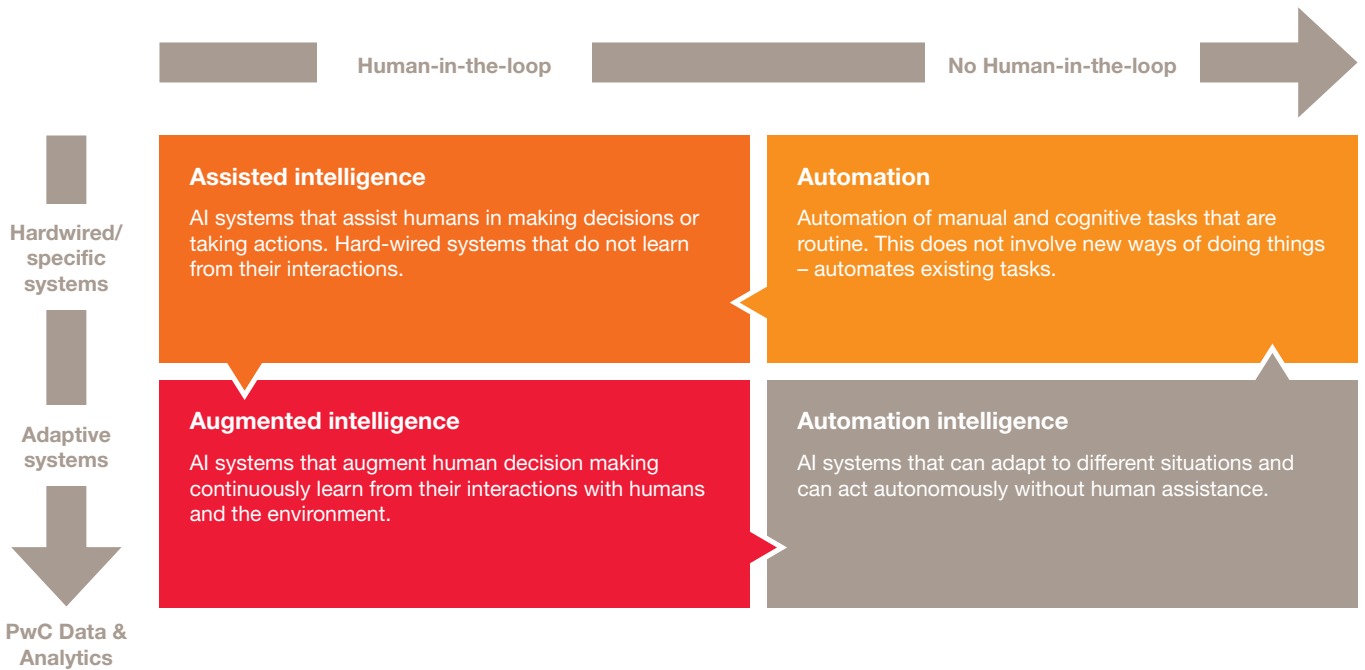 Human-in-the-loop
No Human-in-the-loop
Hardwired/
specific
systems
Assisted intelligence
AI systems that assist humans in making decisions or
taking actions. Hard-wired systems that do not learn
from their interactions.
Automation
Automation of manual and cognitive tasks that are
routine. This does not involve new ways of doing things
– automates existing tasks.
Adaptive
systems
Augmented intelligence
AI systems that augment human decision making
continuously learn from their interactions with humans
and the environment.
Automation intelligence
AI systems that can adapt to different situations and
can act autonomously without human assistance.
PwC Data &
Analytics